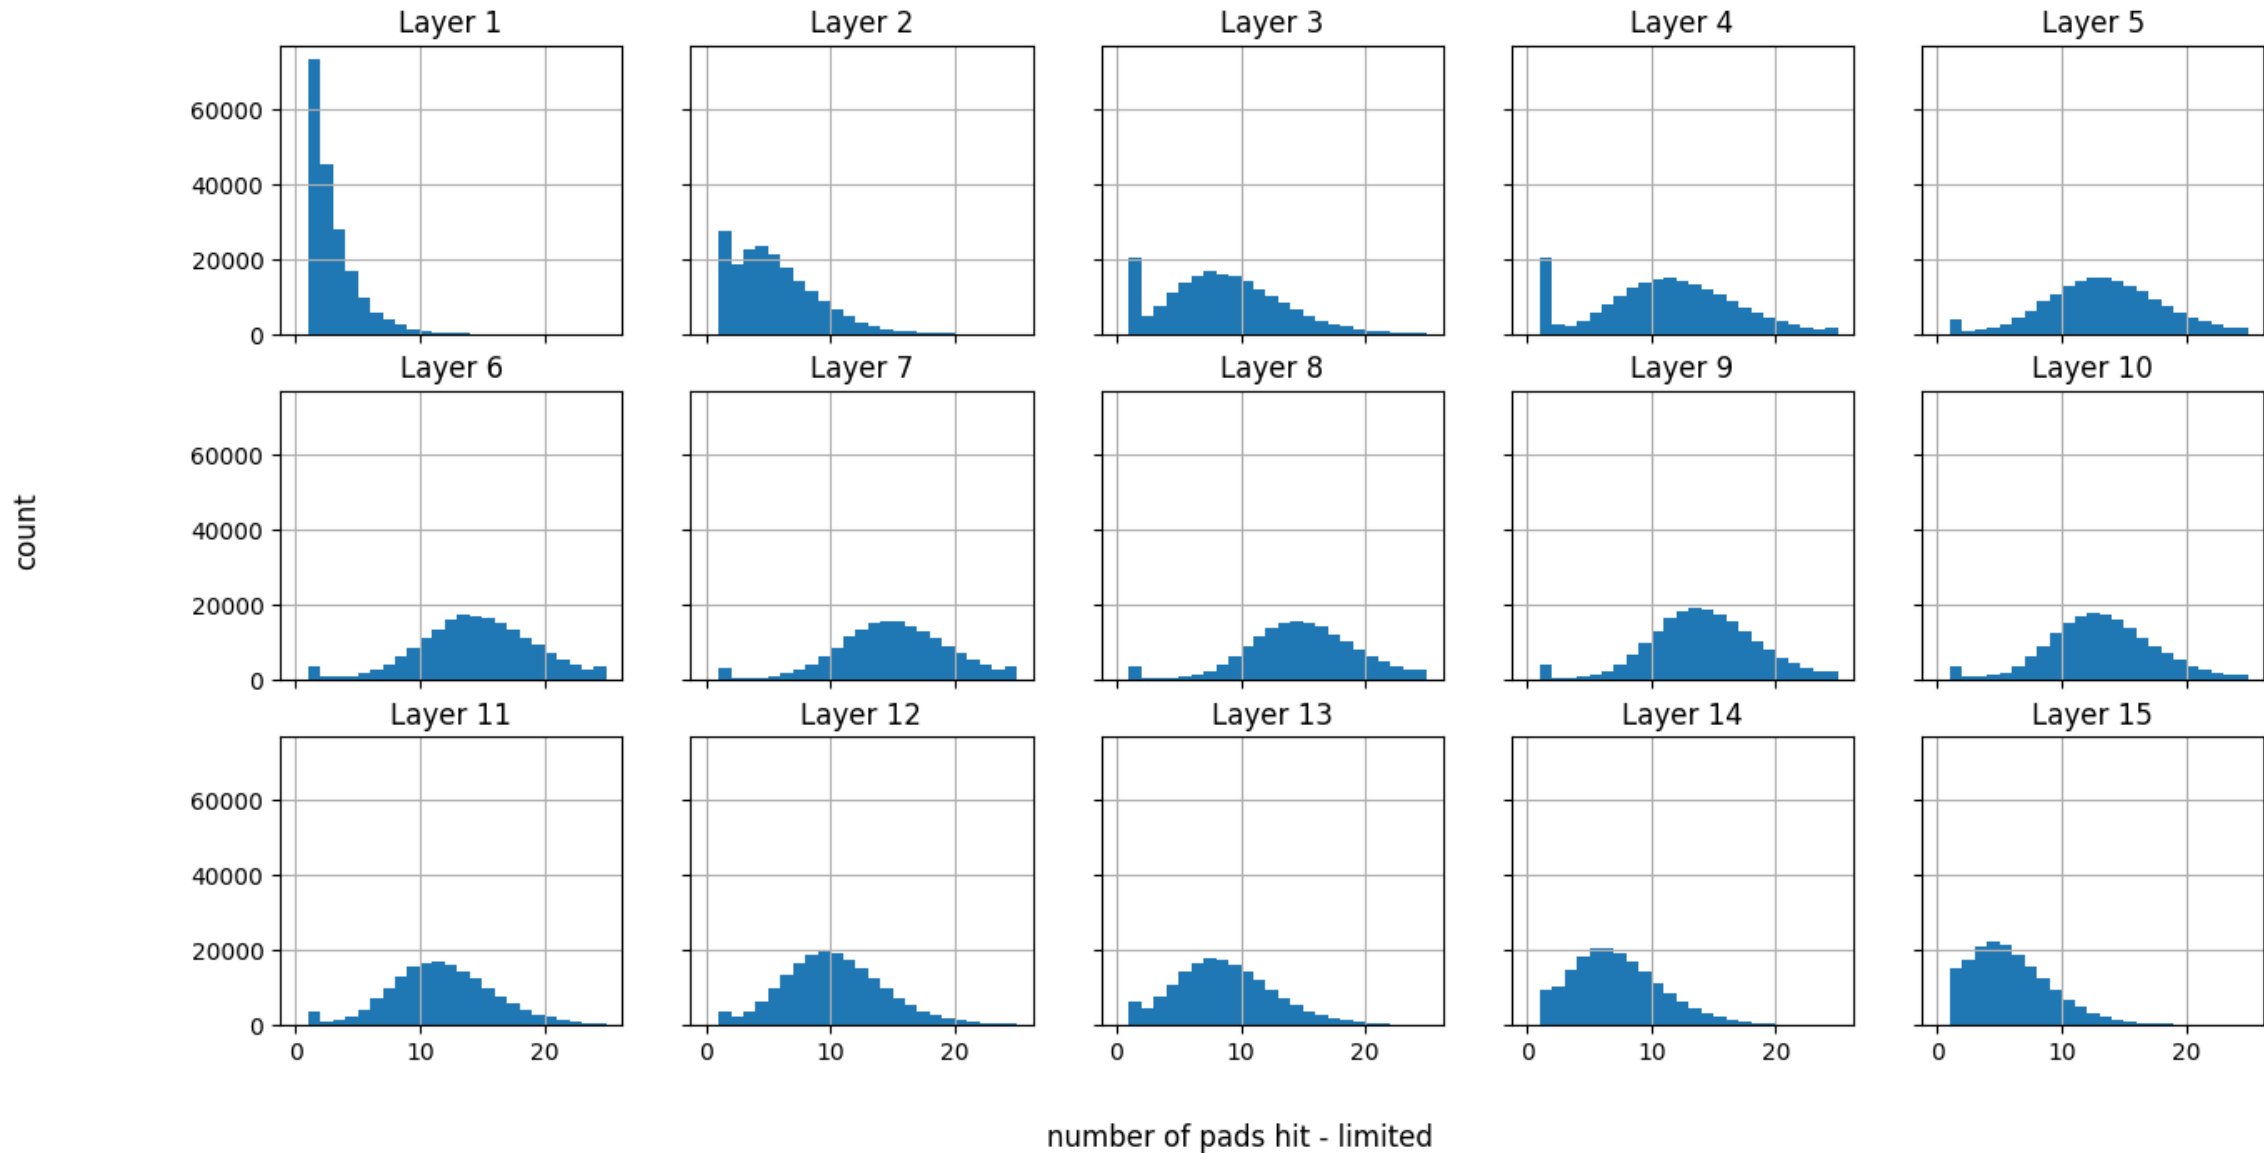 Layer 1 Layer 2 Layer 3 Layer 4 Layer 5
60000
40000
20000
0
Layer 6 Layer 7 Layer 8 Layer 9 Layer 10
60000
40000
20000
0
count
Layer 11 Layer 12 Layer 13 Layer 14 Layer 15
60000
40000
20000
0
0 10 20 0 10 20 0 10 20 0 10 20 0 10 20
number of pads hit - limited